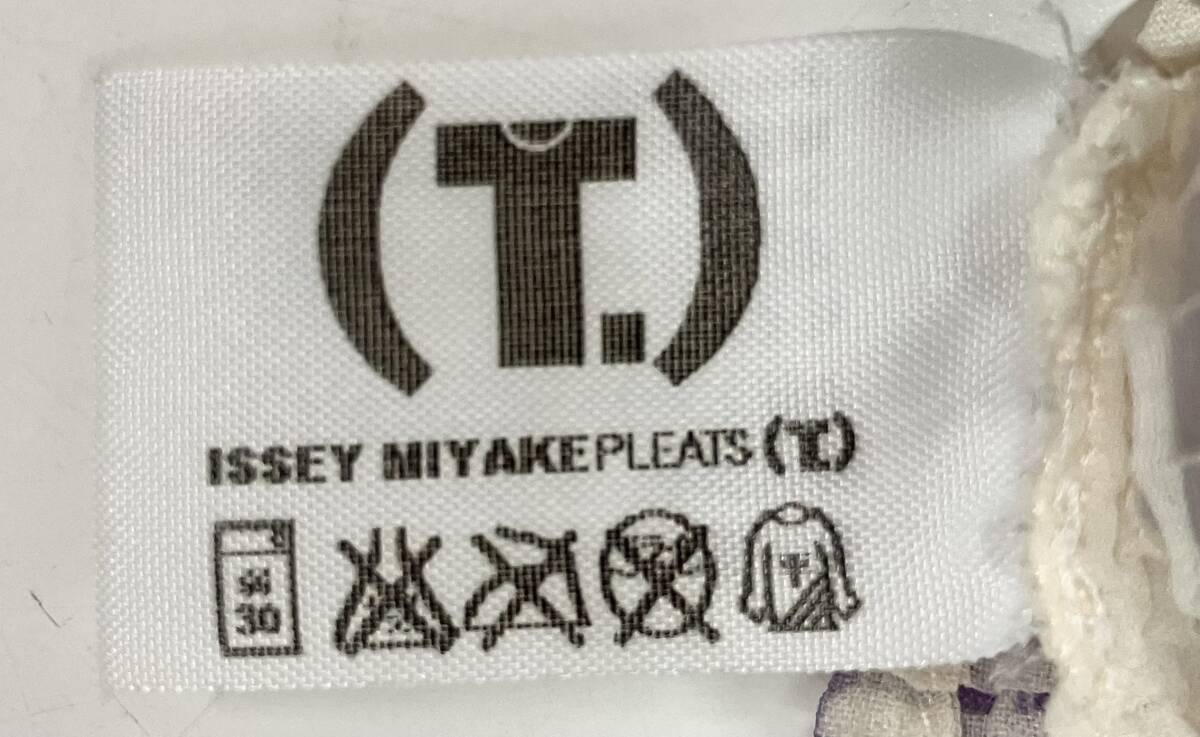 (T.)
ISSEY MIYAKE PLEATS (T.)
30